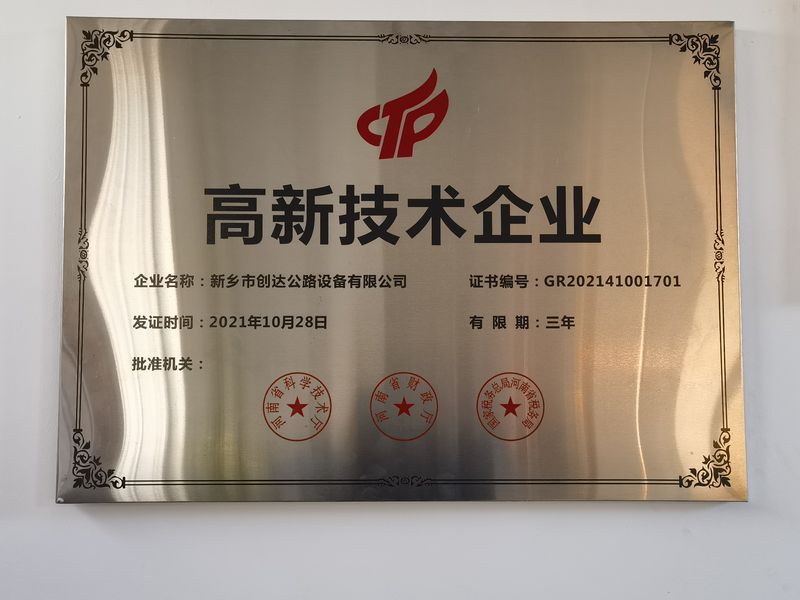 CTP
高新技术企业
企业名称：新乡市创达公路设备有限公司
证书编号：GR202141001701
发证时间：2021年10月28日
有 限 期：三年
批准机关：
河南省科学技术厅
河南省财政厅
国家税务总局河南省税务局